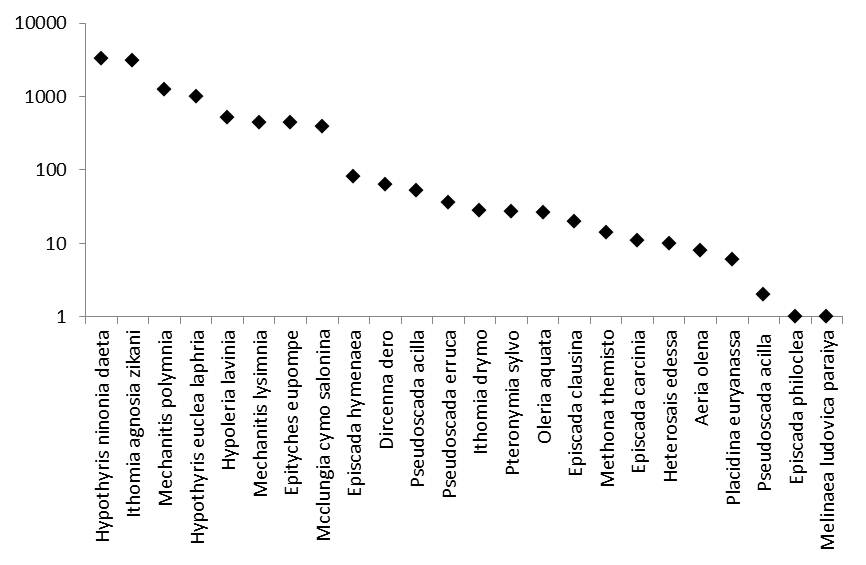 10000
1000
100
10
1
Hypothyris ninonia daeta
Ithomia agnosia zikani
Mechanitis polymnia
Hypothyris euclea laphria
Hypoleria lavinia
Mechanitis lysimnia
Epityches eupompe
Mcclungia cymo salonina
Episcada hymenaea
Dircenna dero
Pseudoscada acilla
Pseudoscada erruca
Ithomia drymo
Pteronymia sylvo
Oleria aquata
Episcada clausina
Methona themisto
Episcada carcinia
Heterosais edessa
Aeria olena
Placidina euryanassa
Pseudoscada acilla
Episcada philoclea
Melinaea ludovica paraiya